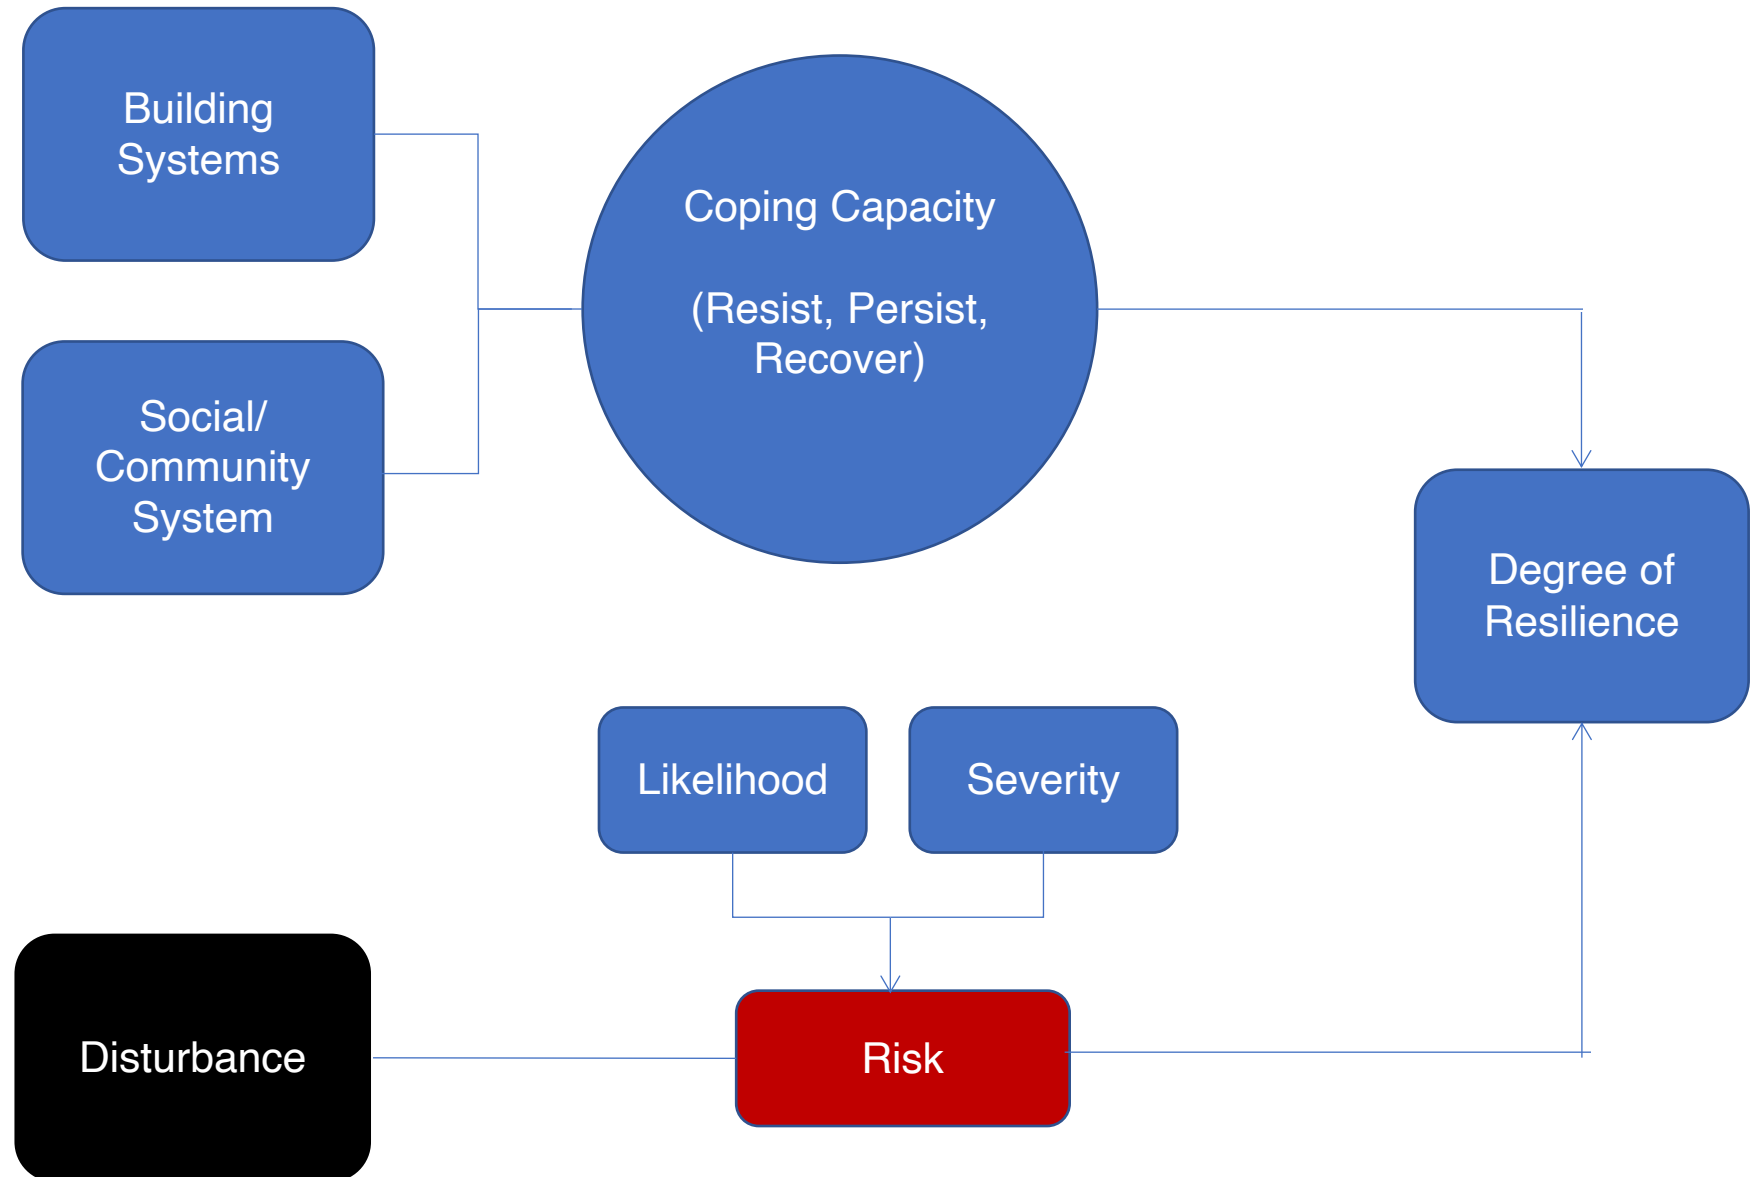 Building
Systems
Social/
Community
System
Coping Capacity
(Resist, Persist,
Recover)
Degree of
Resilience
Likelihood
Severity
Disturbance
Risk